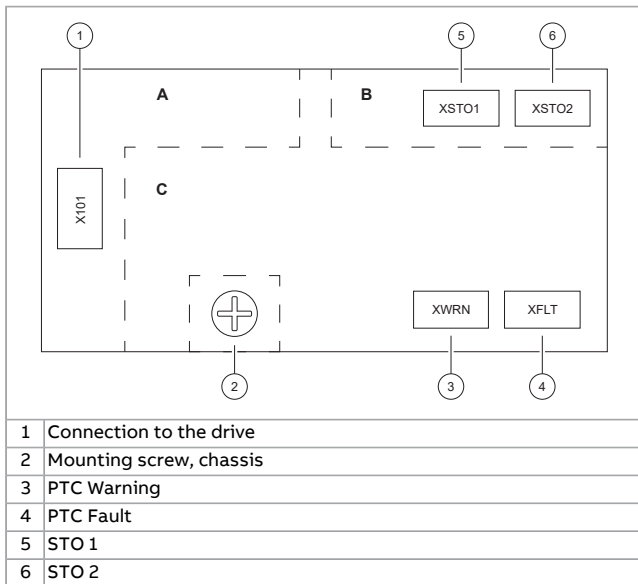 1
5
6
A
B
XSTO1
XSTO2
C
X101
XWRN
XFLT
2
3
4
1 Connection to the drive
2 Mounting screw, chassis
3 PTC Warning
4 PTC Fault
5 STO 1
6 STO 2